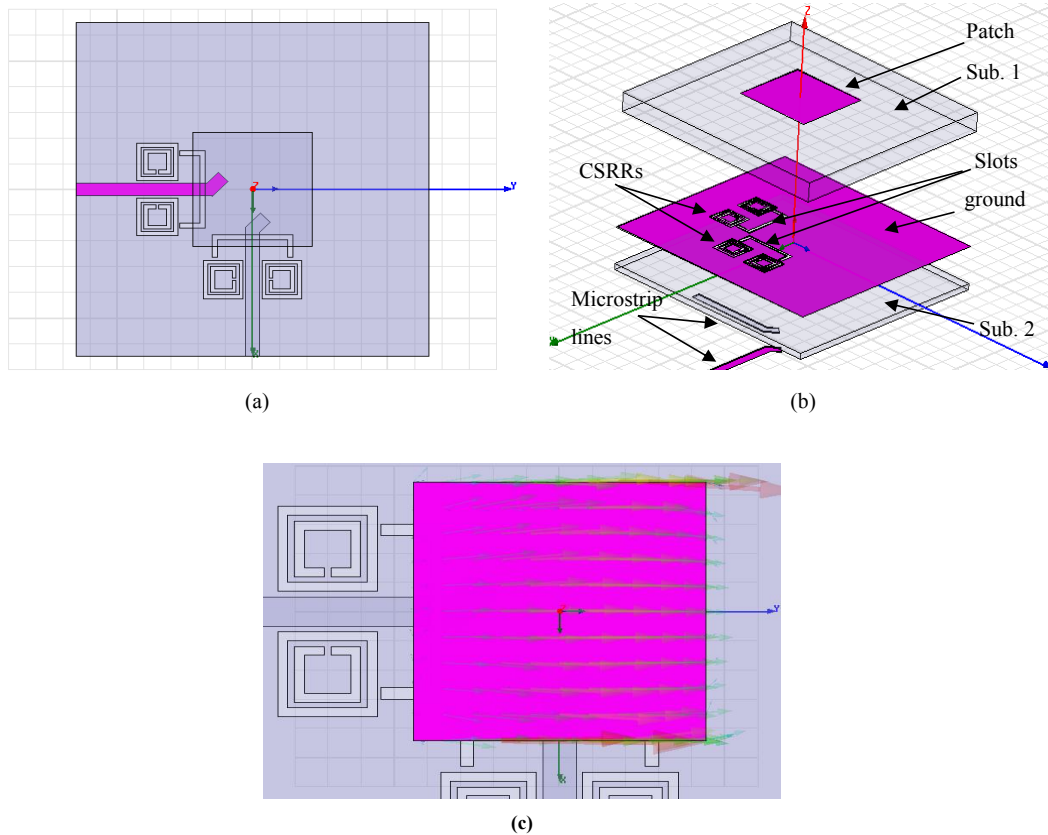 Z
Y
X
(a)
Z
Patch
Sub. 1
CSRRs
Slots
ground
Microstrip
lines
Sub. 2
(b)
Z
Y
X
(c)